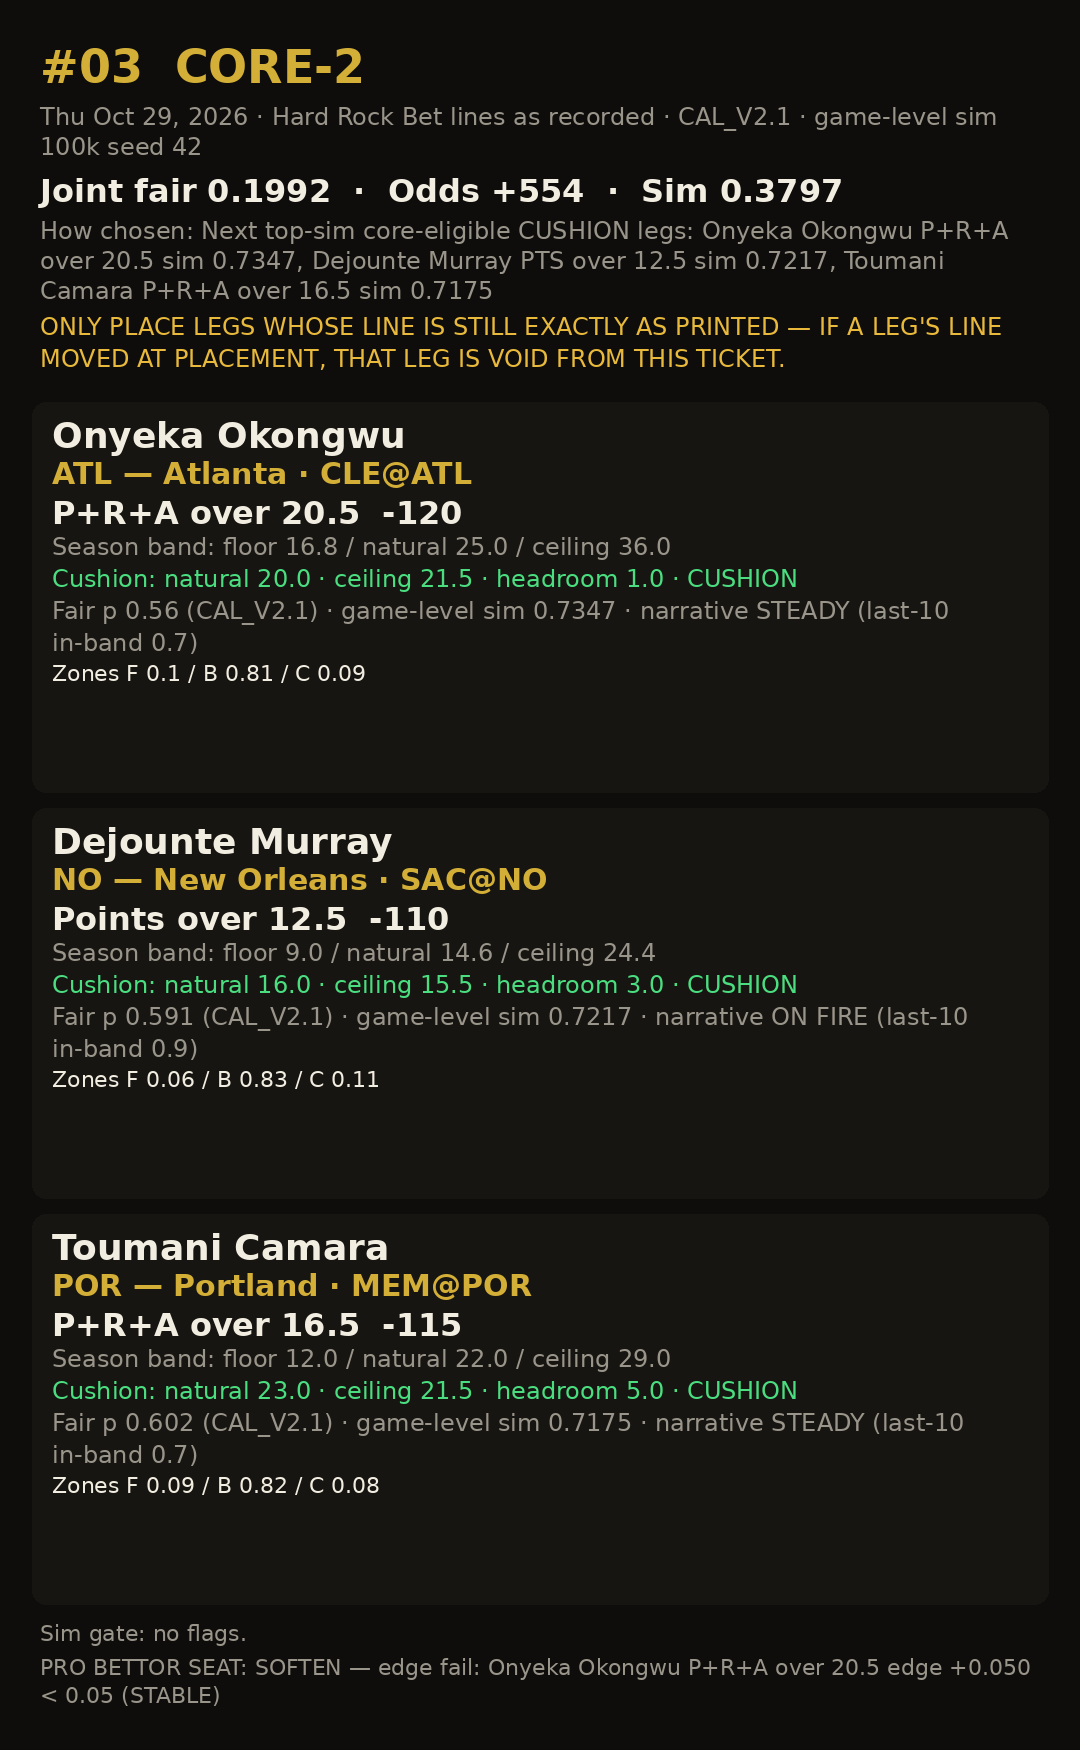 #03 CORE-2
Thu Oct 29, 2026 · Hard Rock Bet lines as recorded · CAL_V2.1 · game-level sim
100k seed 42
Joint fair 0.1992 · Odds +554 · Sim 0.3797
How chosen: Next top-sim core-eligible CUSHION legs: Onyeka Okongwu P+R+A
over 20.5 sim 0.7347, Dejounte Murray PTS over 12.5 sim 0.7217, Toumani
Camara P+R+A over 16.5 sim 0.7175
ONLY PLACE LEGS WHOSE LINE IS STILL EXACTLY AS PRINTED — IF A LEG'S LINE
MOVED AT PLACEMENT, THAT LEG IS VOID FROM THIS TICKET.
Onyeka Okongwu
ATL — Atlanta · CLE@ATL
P+R+A over 20.5 -120
Season band: floor 16.8 / natural 25.0 / ceiling 36.0
Cushion: natural 20.0 · ceiling 21.5 · headroom 1.0 · CUSHION
Fair p 0.56 (CAL_V2.1) · game-level sim 0.7347 · narrative STEADY (last-10
in-band 0.7)
Zones F 0.1 / B 0.81 / C 0.09
Dejounte Murray
NO — New Orleans · SAC@NO
Points over 12.5 -110
Season band: floor 9.0 / natural 14.6 / ceiling 24.4
Cushion: natural 16.0 · ceiling 15.5 · headroom 3.0 · CUSHION
Fair p 0.591 (CAL_V2.1) · game-level sim 0.7217 · narrative ON FIRE (last-10
in-band 0.9)
Zones F 0.06 / B 0.83 / C 0.11
Toumani Camara
POR — Portland · MEM@POR
P+R+A over 16.5 -115
Season band: floor 12.0 / natural 22.0 / ceiling 29.0
Cushion: natural 23.0 · ceiling 21.5 · headroom 5.0 · CUSHION
Fair p 0.602 (CAL_V2.1) · game-level sim 0.7175 · narrative STEADY (last-10
in-band 0.7)
Zones F 0.09 / B 0.82 / C 0.08
Sim gate: no flags.
PRO BETTOR SEAT: SOFTEN — edge fail: Onyeka Okongwu P+R+A over 20.5 edge +0.050
< 0.05 (STABLE)